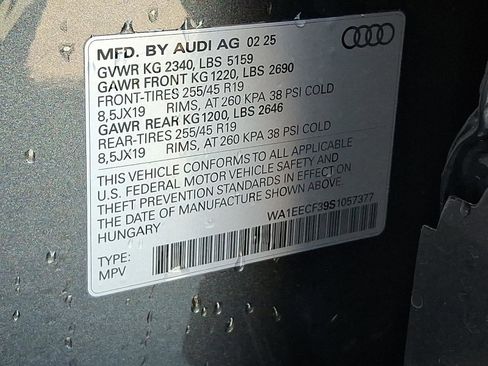 MFD. BY AUDI AG 02 25
GVWR KG 2340, LBS 5159
GAWR FRONT KG 1220, LBS 2690
FRONT-TIRES 255/45 R19
8,5JX19 RIMS, AT 260 KPA 38 PSI COLD
GAWR REAR KG 1200, LBS 2646
REAR-TIRES 255/45 R19
8,5JX19 RIMS, AT 260 KPA 38 PSI COLD
THIS VEHICLE CONFORMS TO ALL APPLICABLE
U.S. FEDERAL MOTOR VEHICLE SAFETY AND
THEFT PREVENTION STANDARDS IN EFFECT ON
THE DATE OF MANUFACTURE SHOWN ABOVE.
HUNGARY WA1EECF39S1057377
TYPE:
MPV